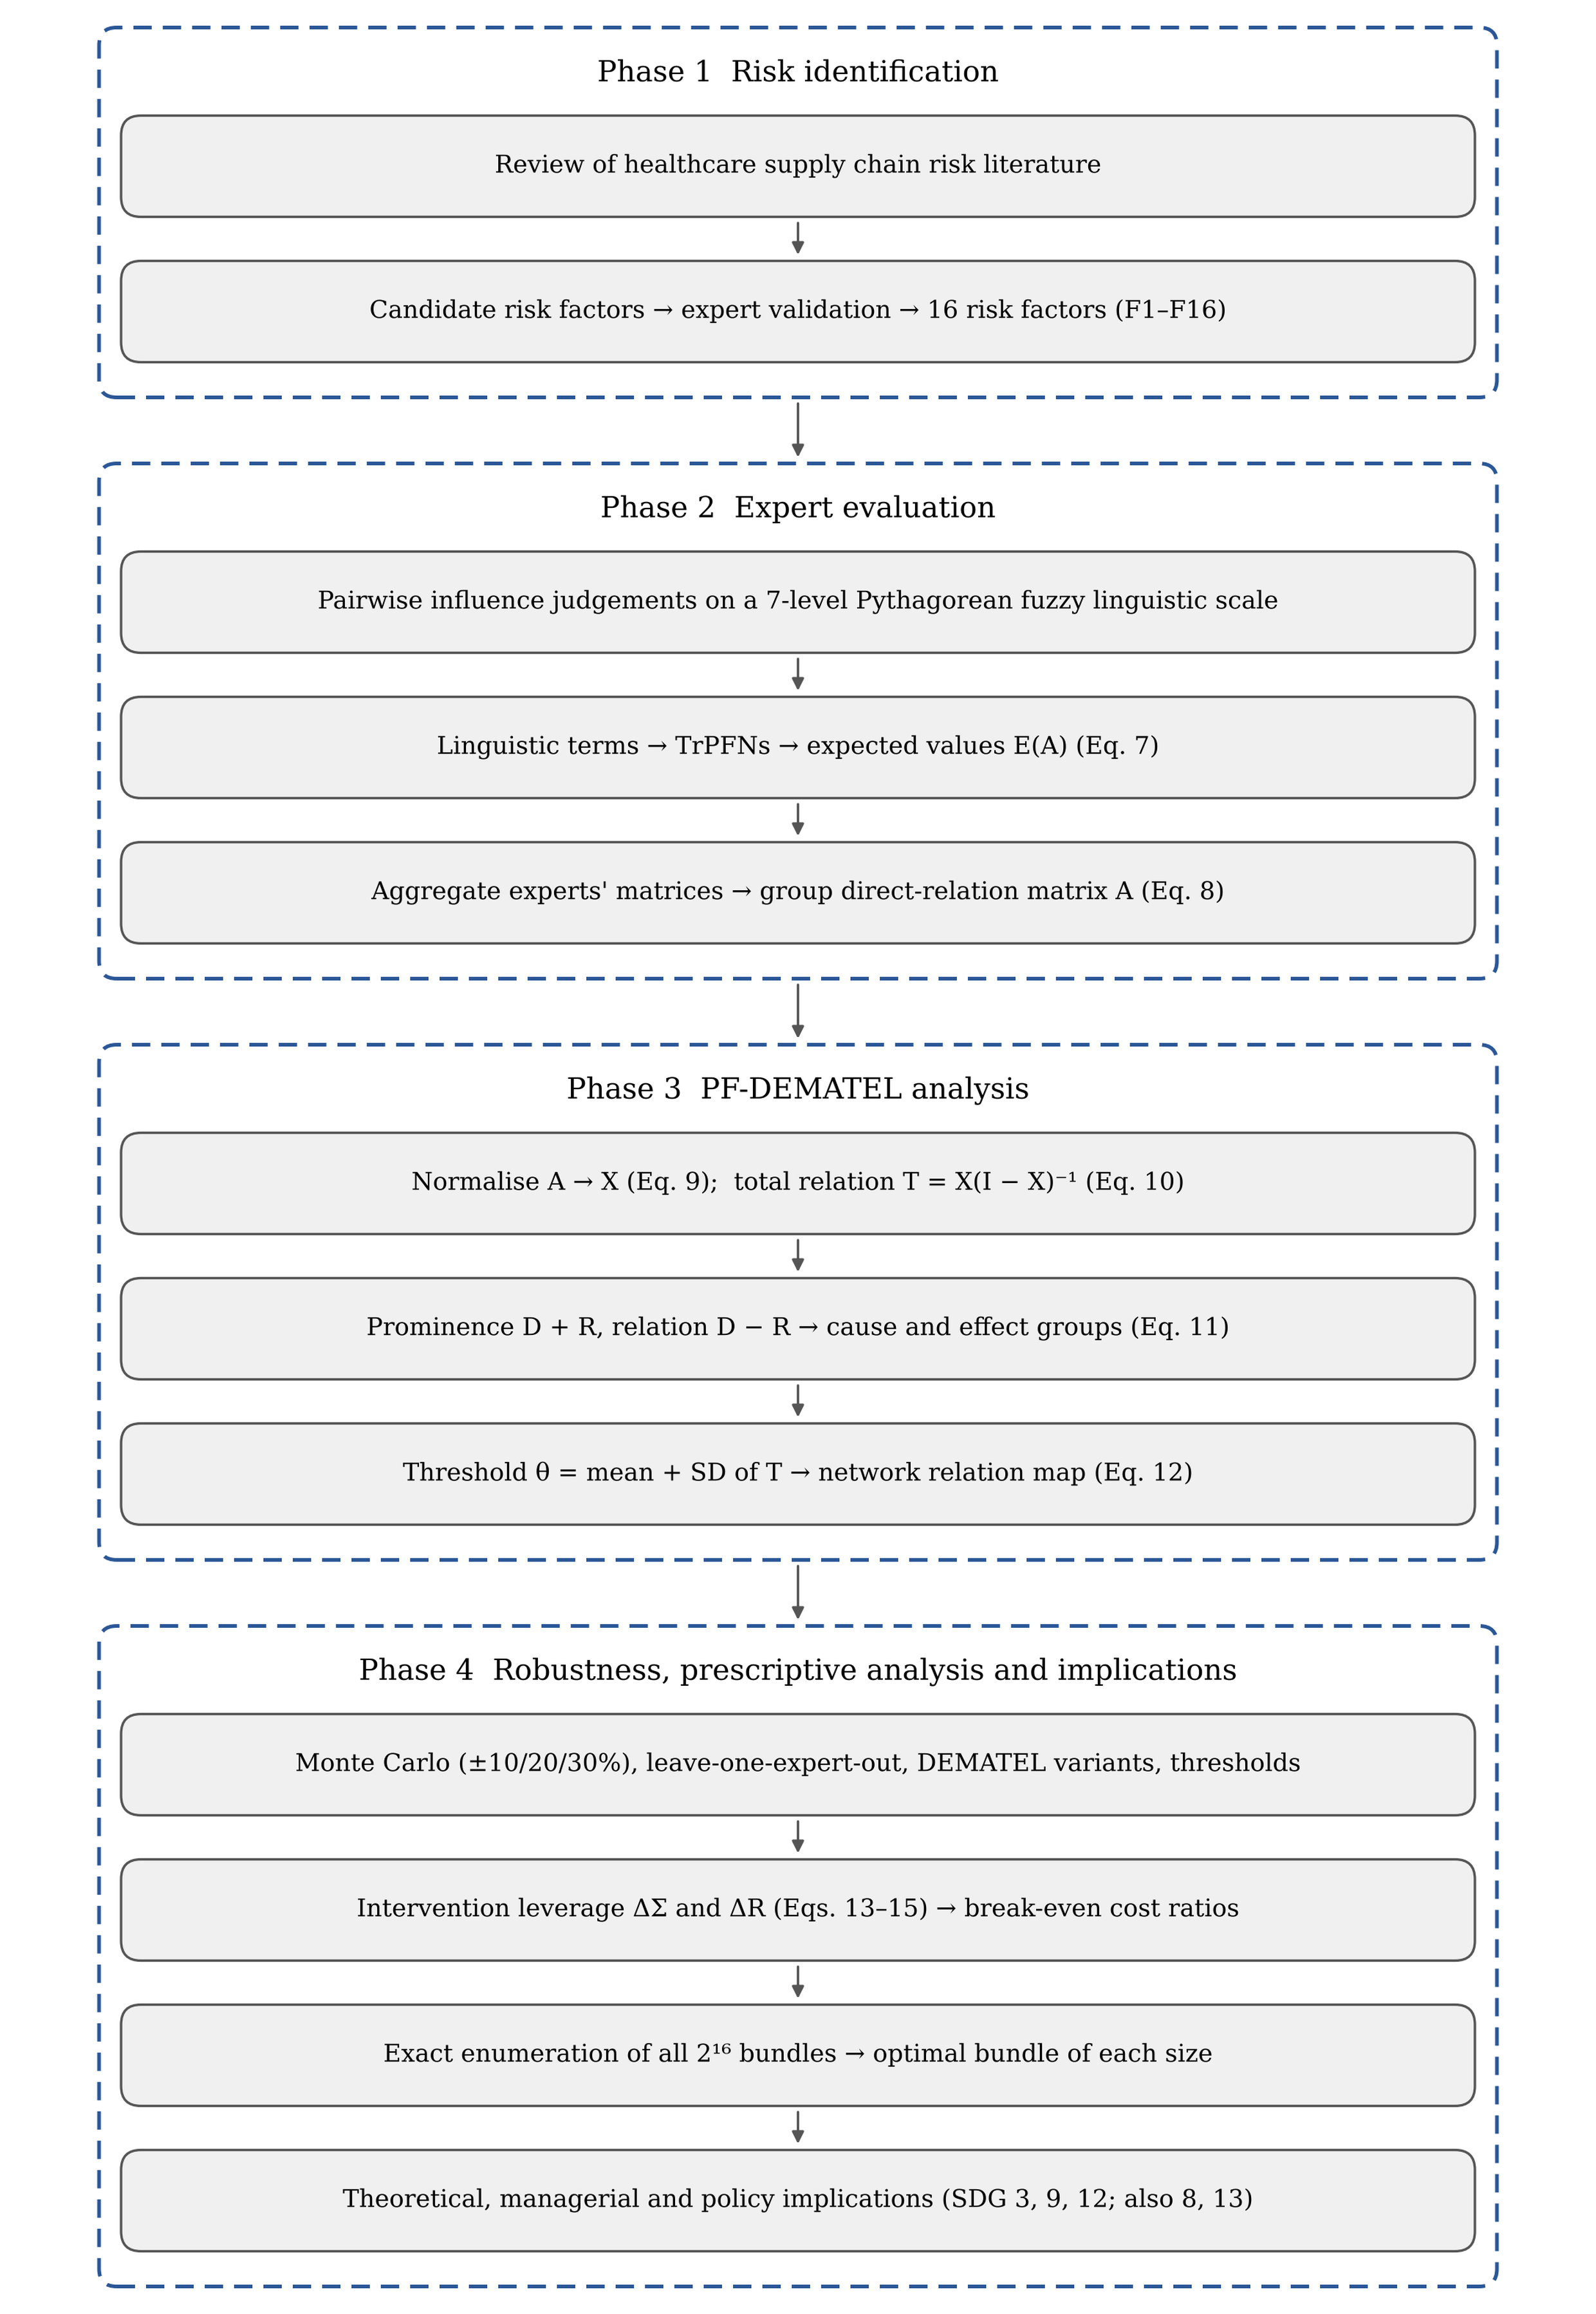 Phase 1  Risk identification
Review of healthcare supply chain risk literature
Candidate risk factors → expert validation → 16 risk factors (F1–F16)
Phase 2  Expert evaluation
Pairwise influence judgements on a 7-level Pythagorean fuzzy linguistic scale
Linguistic terms → TrPFNs → expected values E(A) (Eq. 7)
Aggregate experts' matrices → group direct-relation matrix A (Eq. 8)
Phase 3  PF-DEMATEL analysis
Normalise A → X (Eq. 9);  total relation T = X(I − X)⁻¹ (Eq. 10)
Prominence D + R, relation D − R → cause and effect groups (Eq. 11)
Threshold θ = mean + SD of T → network relation map (Eq. 12)
Phase 4  Robustness, prescriptive analysis and implications
Monte Carlo (±10/20/30%), leave-one-expert-out, DEMATEL variants, thresholds
Intervention leverage ΔΣ and ΔR (Eqs. 13–15) → break-even cost ratios
Exact enumeration of all 2¹⁶ bundles → optimal bundle of each size
Theoretical, managerial and policy implications (SDG 3, 9, 12; also 8, 13)